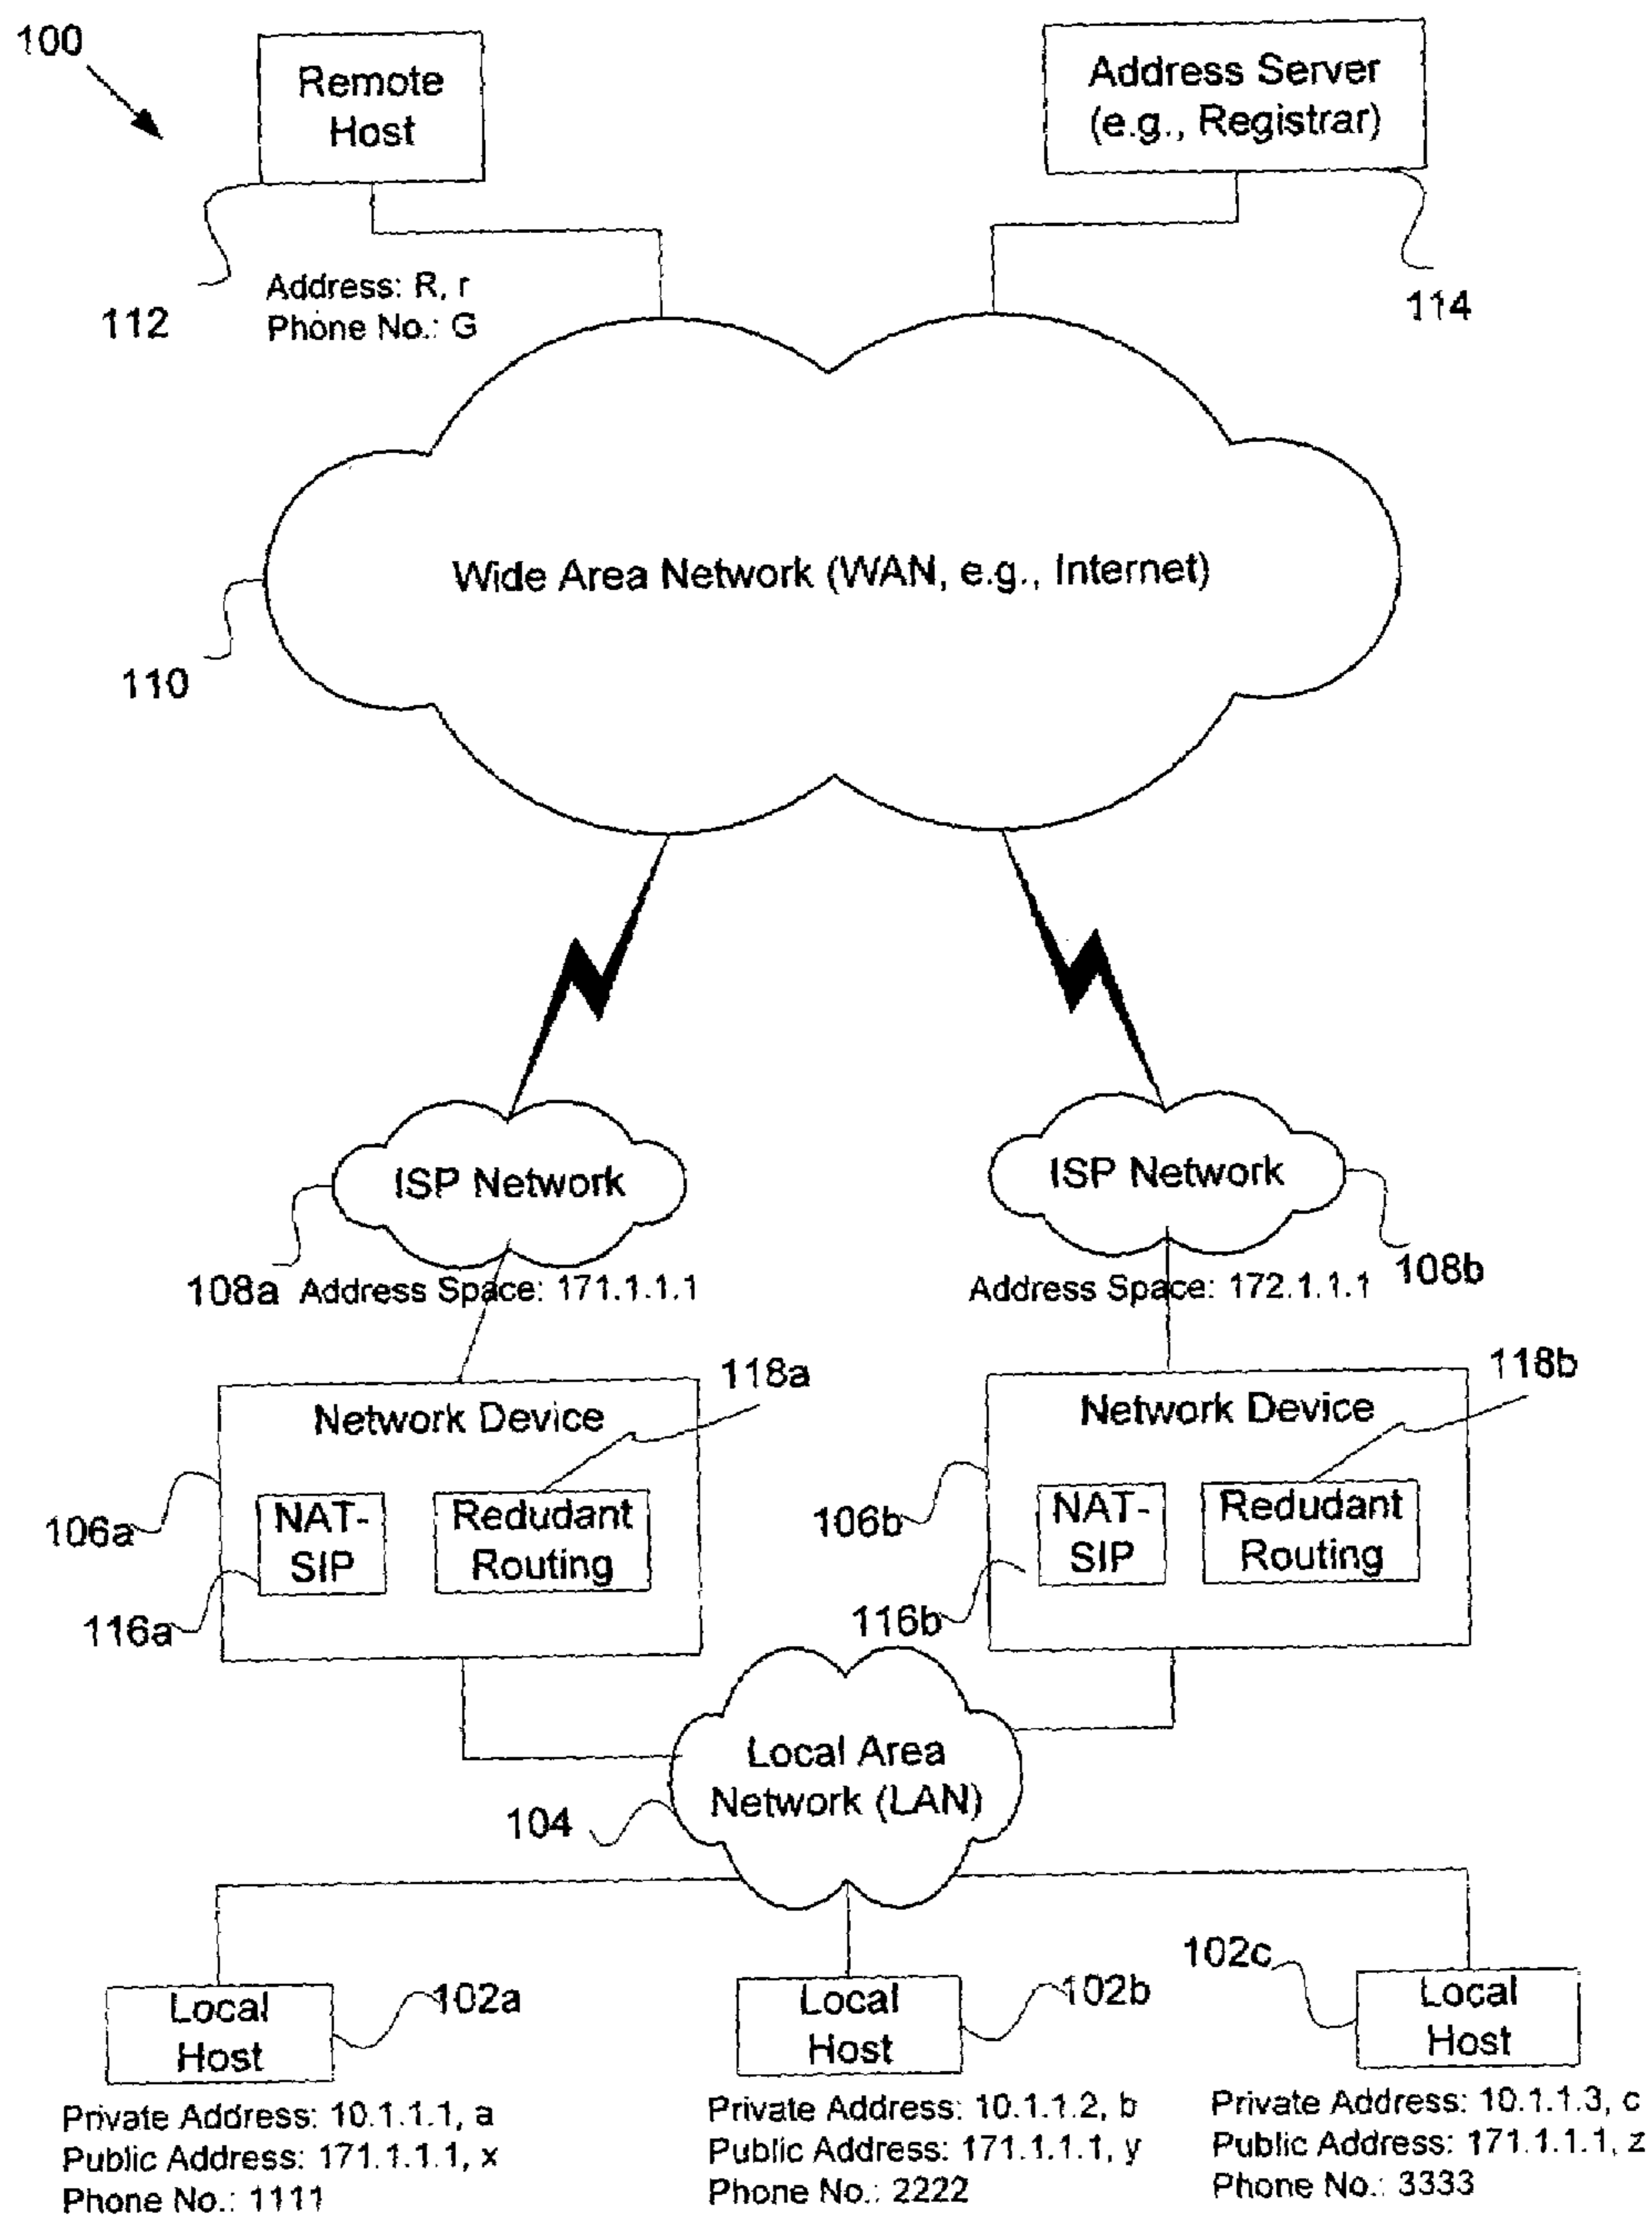 100
Remote
Host
Address Server
(e.g., Registrar)
112
Address: R, r
Phone No.: G
114
Wide Area Network (WAN, e.g., Internet)
110
ISP Network
ISP Network
108a
Address Space: 171.1.1.1
Address Space: 172.1.1.1
108b
118a
118b
Network Device
Network Device
106a
NAT-
SIP
Redudant
Routing
106b
NAT-
SIP
Redudant
Routing
116a
116b
Local Area
Network (LAN)
104
Local
Host
102a
Local
Host
102b
102c
Local
Host
Private Address: 10.1.1.1, a
Public Address: 171.1.1.1, x
Phone No.: 1111
Private Address: 10.1.1.2, b
Public Address: 171.1.1.1, y
Phone No.: 2222
Private Address: 10.1.1.3, c
Public Address: 171.1.1.1, z
Phone No.: 3333